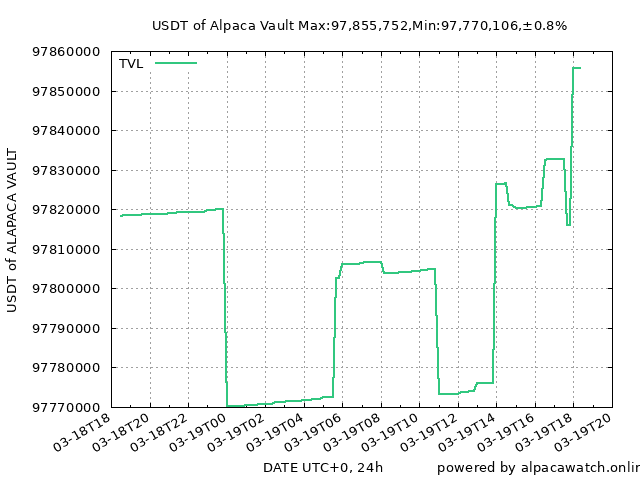 USDT of Alpaca Vault Max:97,855,752,Min:97,770,106,±0.8%
TVL
97860000
97850000
97840000
97830000
97820000
97810000
97800000
97790000
97780000
97770000
USDT of ALAPACA VAULT
03-18T18
03-18T20
03-18T22
03-19T00
03-19T02
03-19T04
03-19T06
03-19T08
03-19T10
03-19T12
03-19T14
03-19T16
03-19T18
03-19T20
DATE UTC+0, 24h
powered by alpacawatch.onlin